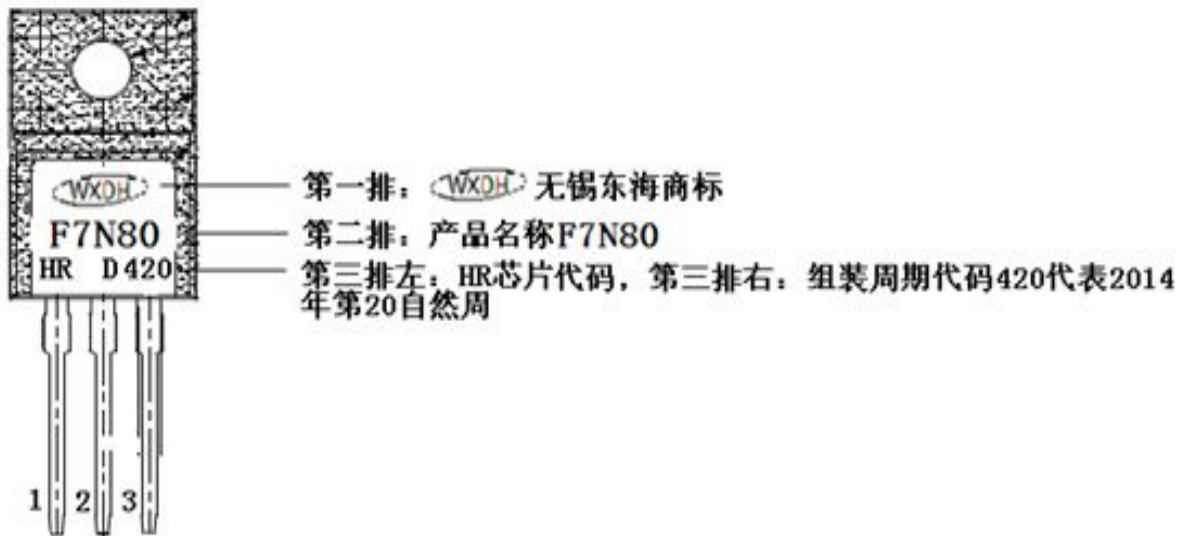 WXDH
F7N80
HR D420
第一排：WXDH 无锡东海商标
第二排：产品名称F7N80
第三排左：HR芯片代码，第三排右：组装周期代码420代表2014
年第20自然周
1 2 3